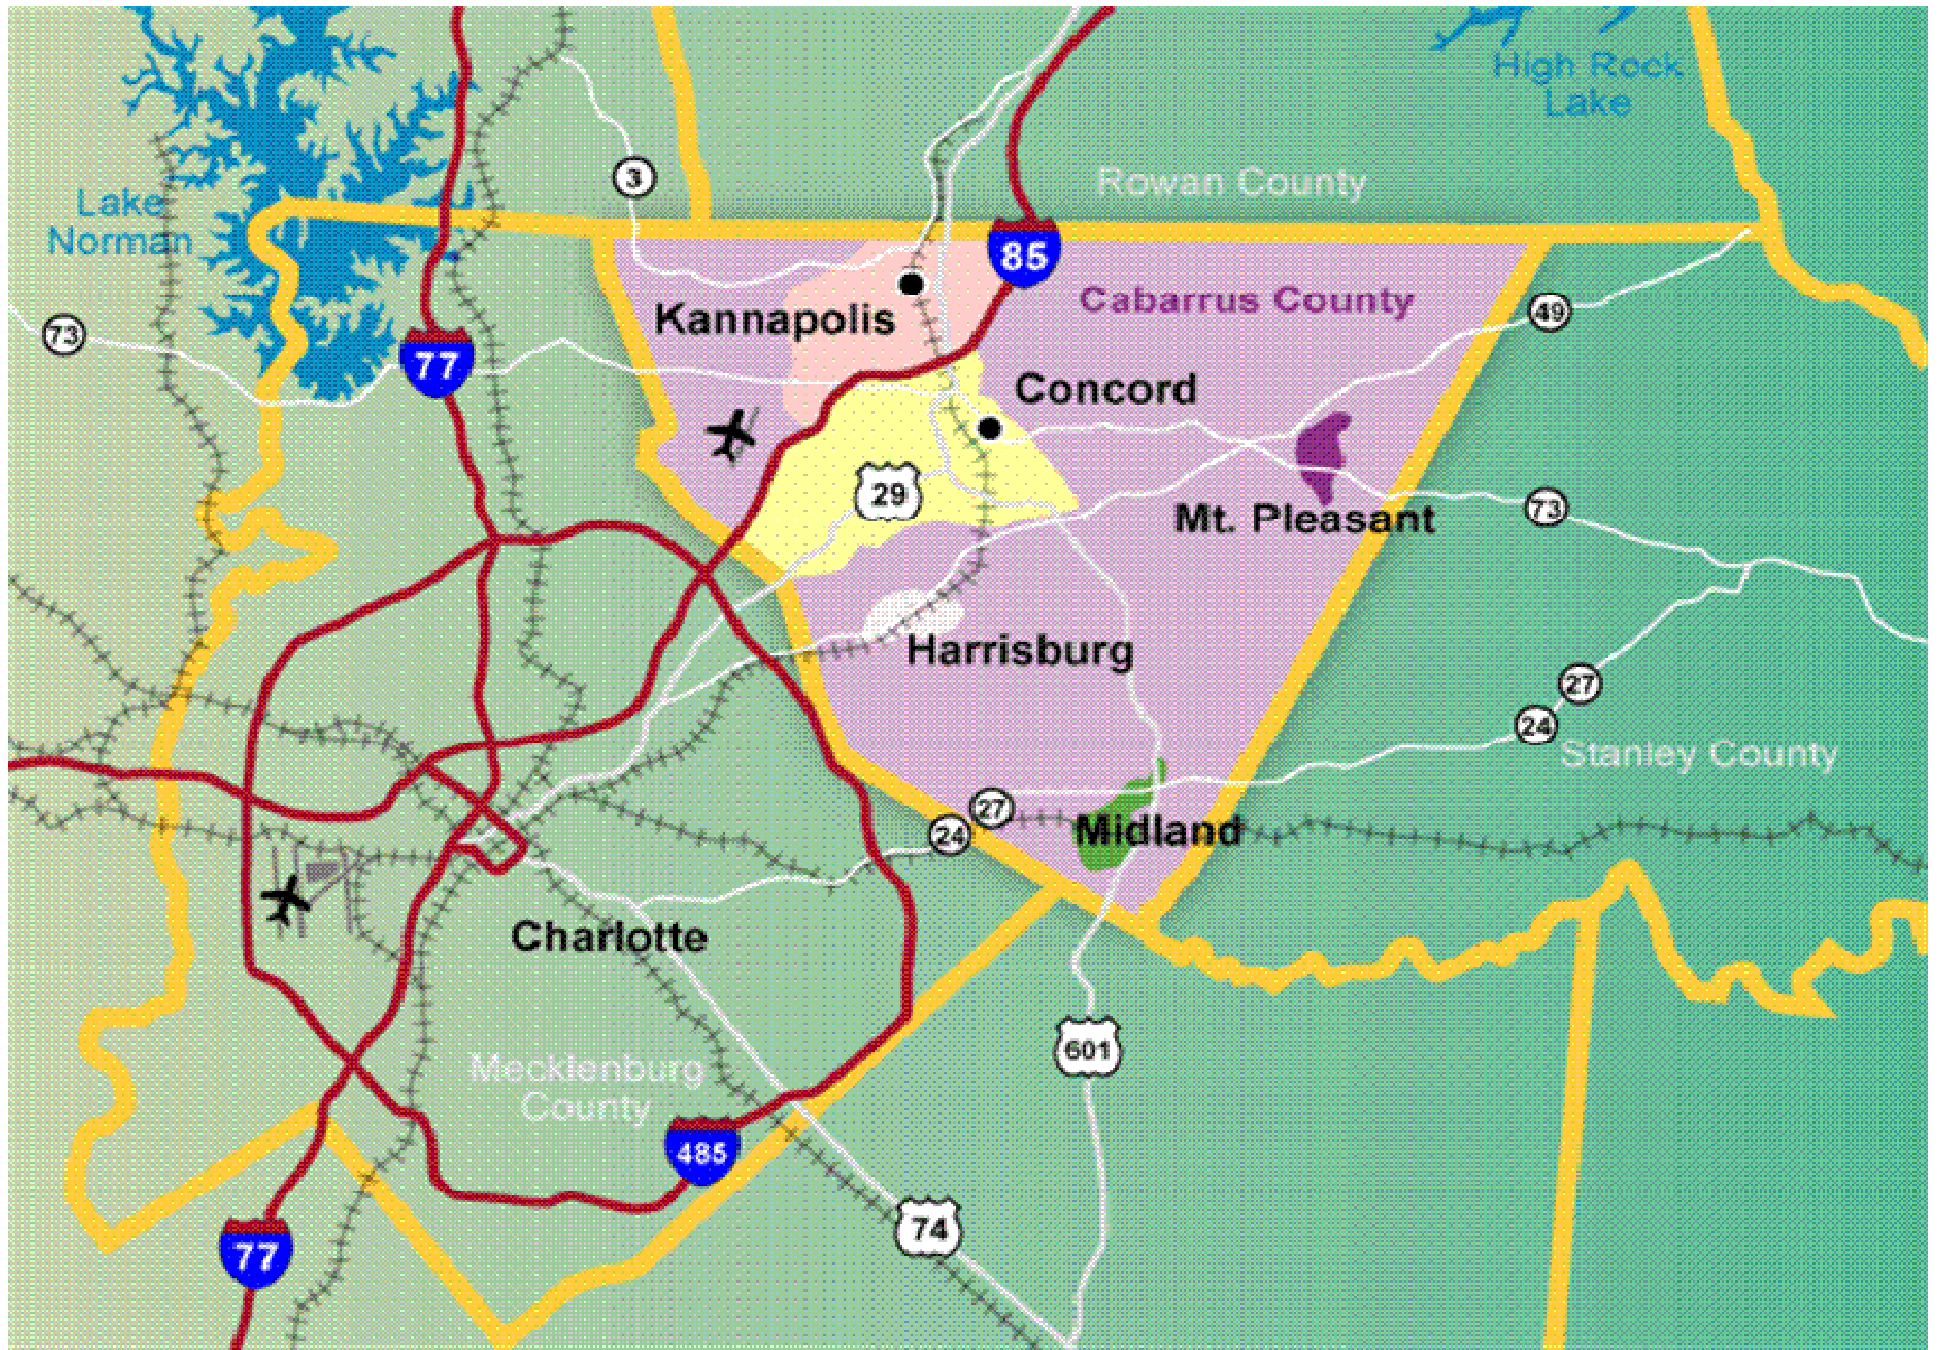 High Rock
Lake
3
Rowan County
Lake
Norman
85
Cabarrus County
49
Kannapolis
73
77
Concord
29
Mt. Pleasant
73
Harrisburg
27
24
Stanley County
27
24
Midland
Charlotte
601
Mecklenburg
County
485
74
77